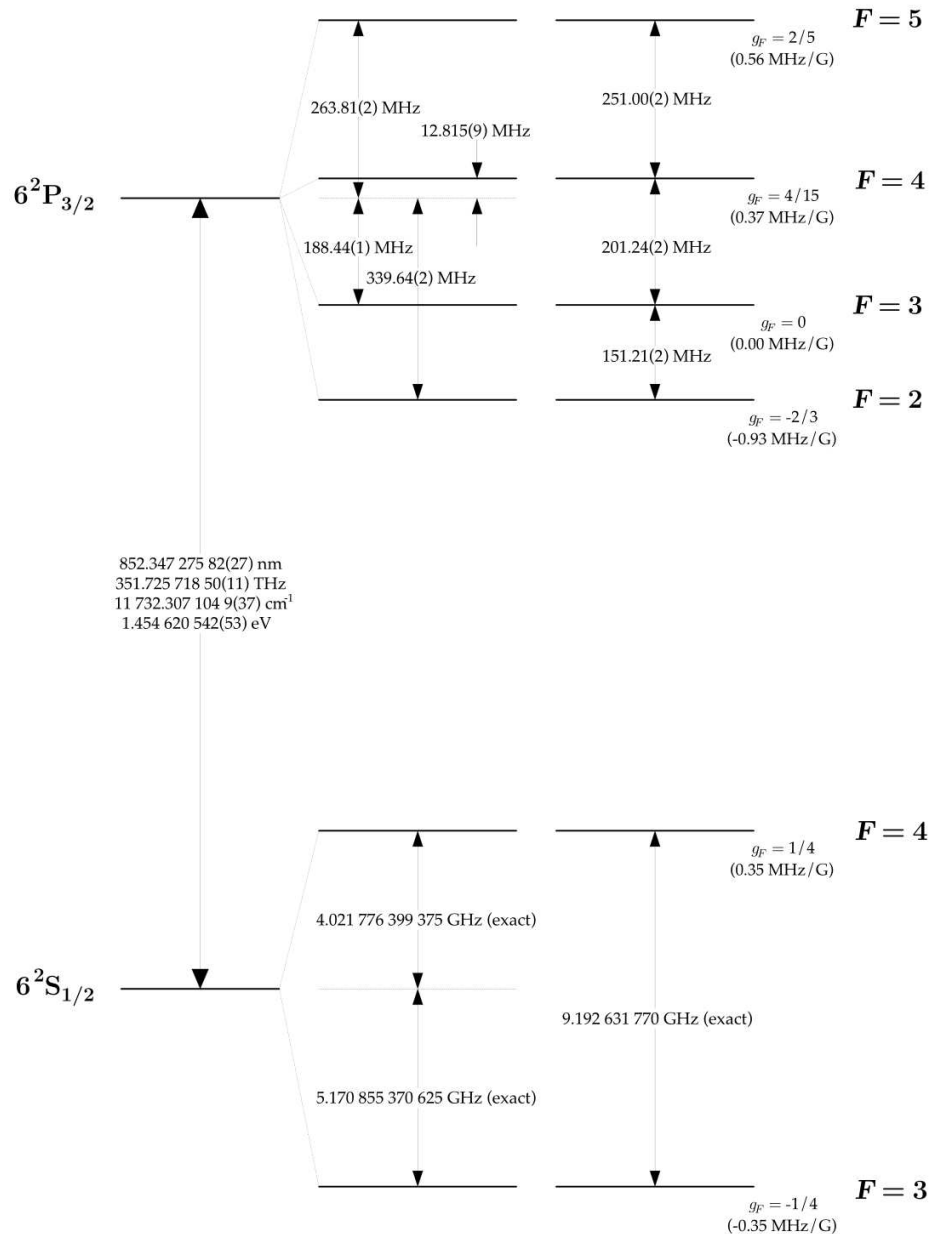 F = 5
g_F = 2/5
(0.56 MHz/G)
263.81(2) MHz
251.00(2) MHz
12.815(9) MHz
6²P₃/₂
F = 4
g_F = 4/15
(0.37 MHz/G)
188.44(1) MHz
201.24(2) MHz
339.64(2) MHz
F = 3
g_F = 0
(0.00 MHz/G)
151.21(2) MHz
F = 2
g_F = -2/3
(-0.93 MHz/G)
852.347 275 82(27) nm
351.725 718 50(11) THz
11 732.307 104 9(37) cm⁻¹
1.454 620 542(53) eV
F = 4
g_F = 1/4
(0.35 MHz/G)
4.021 776 399 375 GHz (exact)
6²S₁/₂
9.192 631 770 GHz (exact)
5.170 855 370 625 GHz (exact)
F = 3
g_F = -1/4
(-0.35 MHz/G)